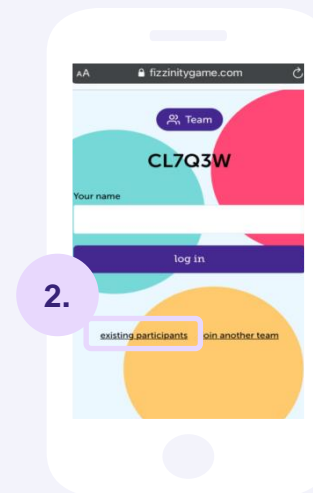 AA fizzinitygame.com
Team
CL7Q3W
Your name
log in
2.
existing participants oin another team